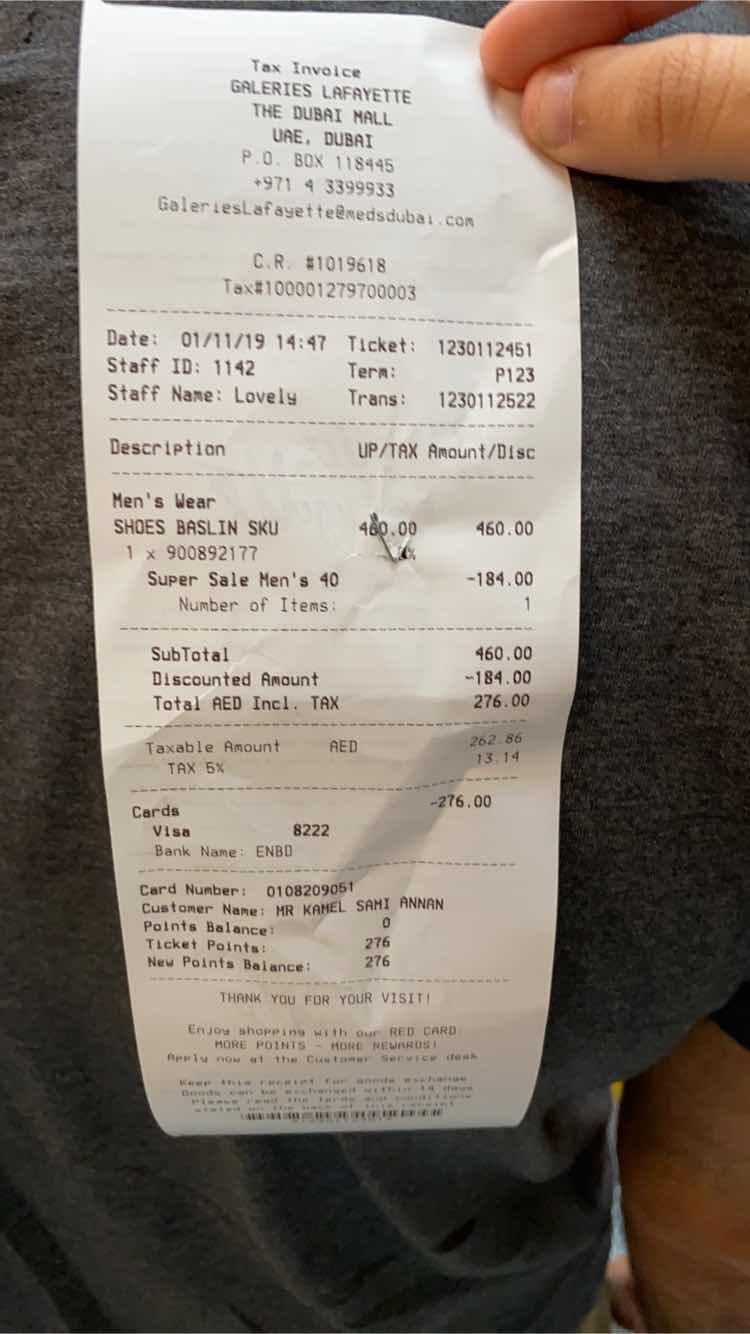 Tax Invoice
GALERIES LAFAYETTE
THE DUBAI MALL
UAE, DUBAI
P.O. BOX 118445
+971 4 3399933
GaleriesLafayette@medsdubai.com
C.R. #1019618
Tax#100001279700003
Date: 01/11/19 14:47 Ticket: 1230112451
Staff ID: 1142 Term: P123
Staff Name: Lovely Trans: 1230112522
Description UP/TAX Amount/Disc
Men's Wear
SHOES BASLIN SKU 460.00 460.00
1 x 900892177
Super Sale Men's 40 -184.00
Number of Items: 1
SubTotal 460.00
Discounted Amount -184.00
Total AED Incl. TAX 276.00
Taxable Amount AED 262.86
TAX 5% 13.14
Cards -276.00
Visa 8222
Bank Name: ENBD
Card Number: 0108209051
Customer Name: MR KAMEL SAMI ANNAN
Points Balance: 0
Ticket Points: 276
New Points Balance: 276
THANK YOU FOR YOUR VISIT!
Enjoy shopping with our RED CARD
MORE POINTS - MORE REWARDS!
Apply now at the Customer Service desk
Keep this receipt for goods exchange
Goods can be exchanged within 14 days
Please read the terms and conditions
stated on the back of this receipt